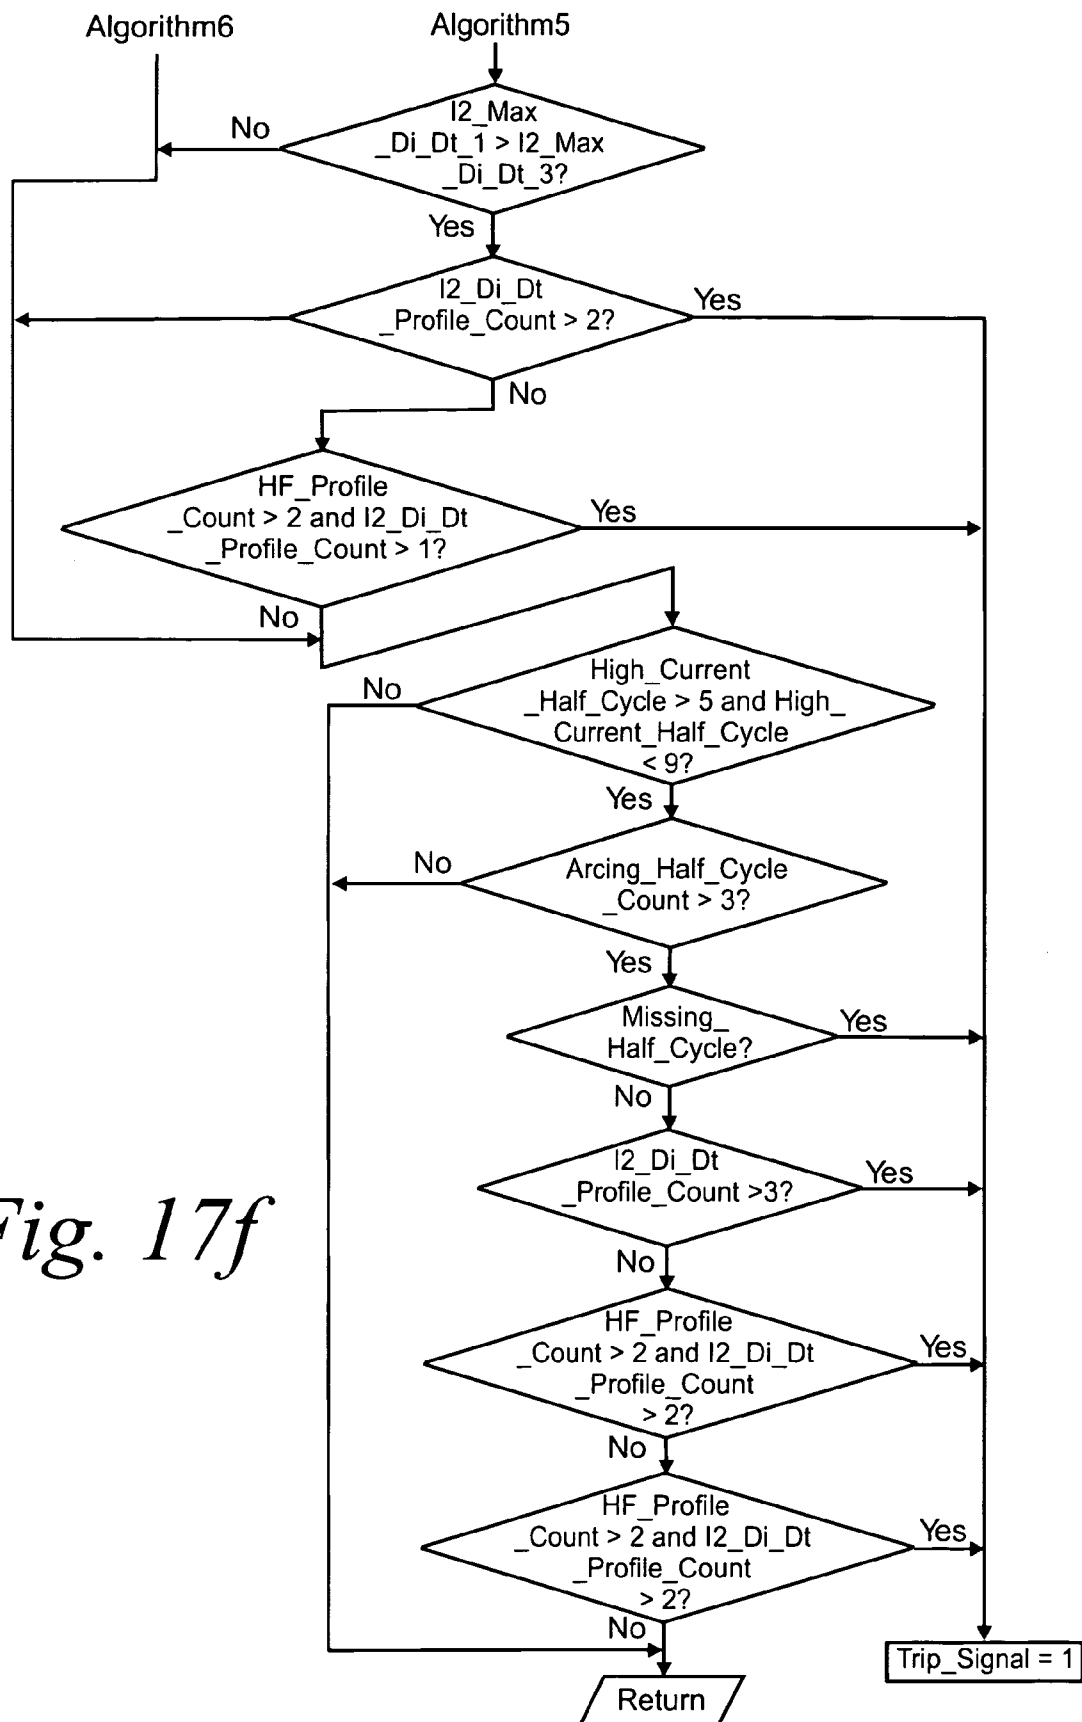 Algorithm6
Algorithm5
I2_Max
_Di_Dt_1 > I2_Max
_Di_Dt_3?
No
Yes
I2_Di_Dt
_Profile_Count > 2?
Yes
No
HF_Profile
_Count > 2 and I2_Di_Dt
_Profile_Count > 1?
Yes
No
High_Current
_Half_Cycle > 5 and High_
Current_Half_Cycle
< 9?
No
Yes
Arcing_Half_Cycle
_Count > 3?
No
Yes
Missing_
Half_Cycle?
Yes
No
I2_Di_Dt
_Profile_Count >3?
Yes
No
HF_Profile
_Count > 2 and I2_Di_Dt
_Profile_Count
> 2?
Yes
No
HF_Profile
_Count > 2 and I2_Di_Dt
_Profile_Count
> 2?
Yes
No
Trip_Signal = 1
Return
Fig. 17f